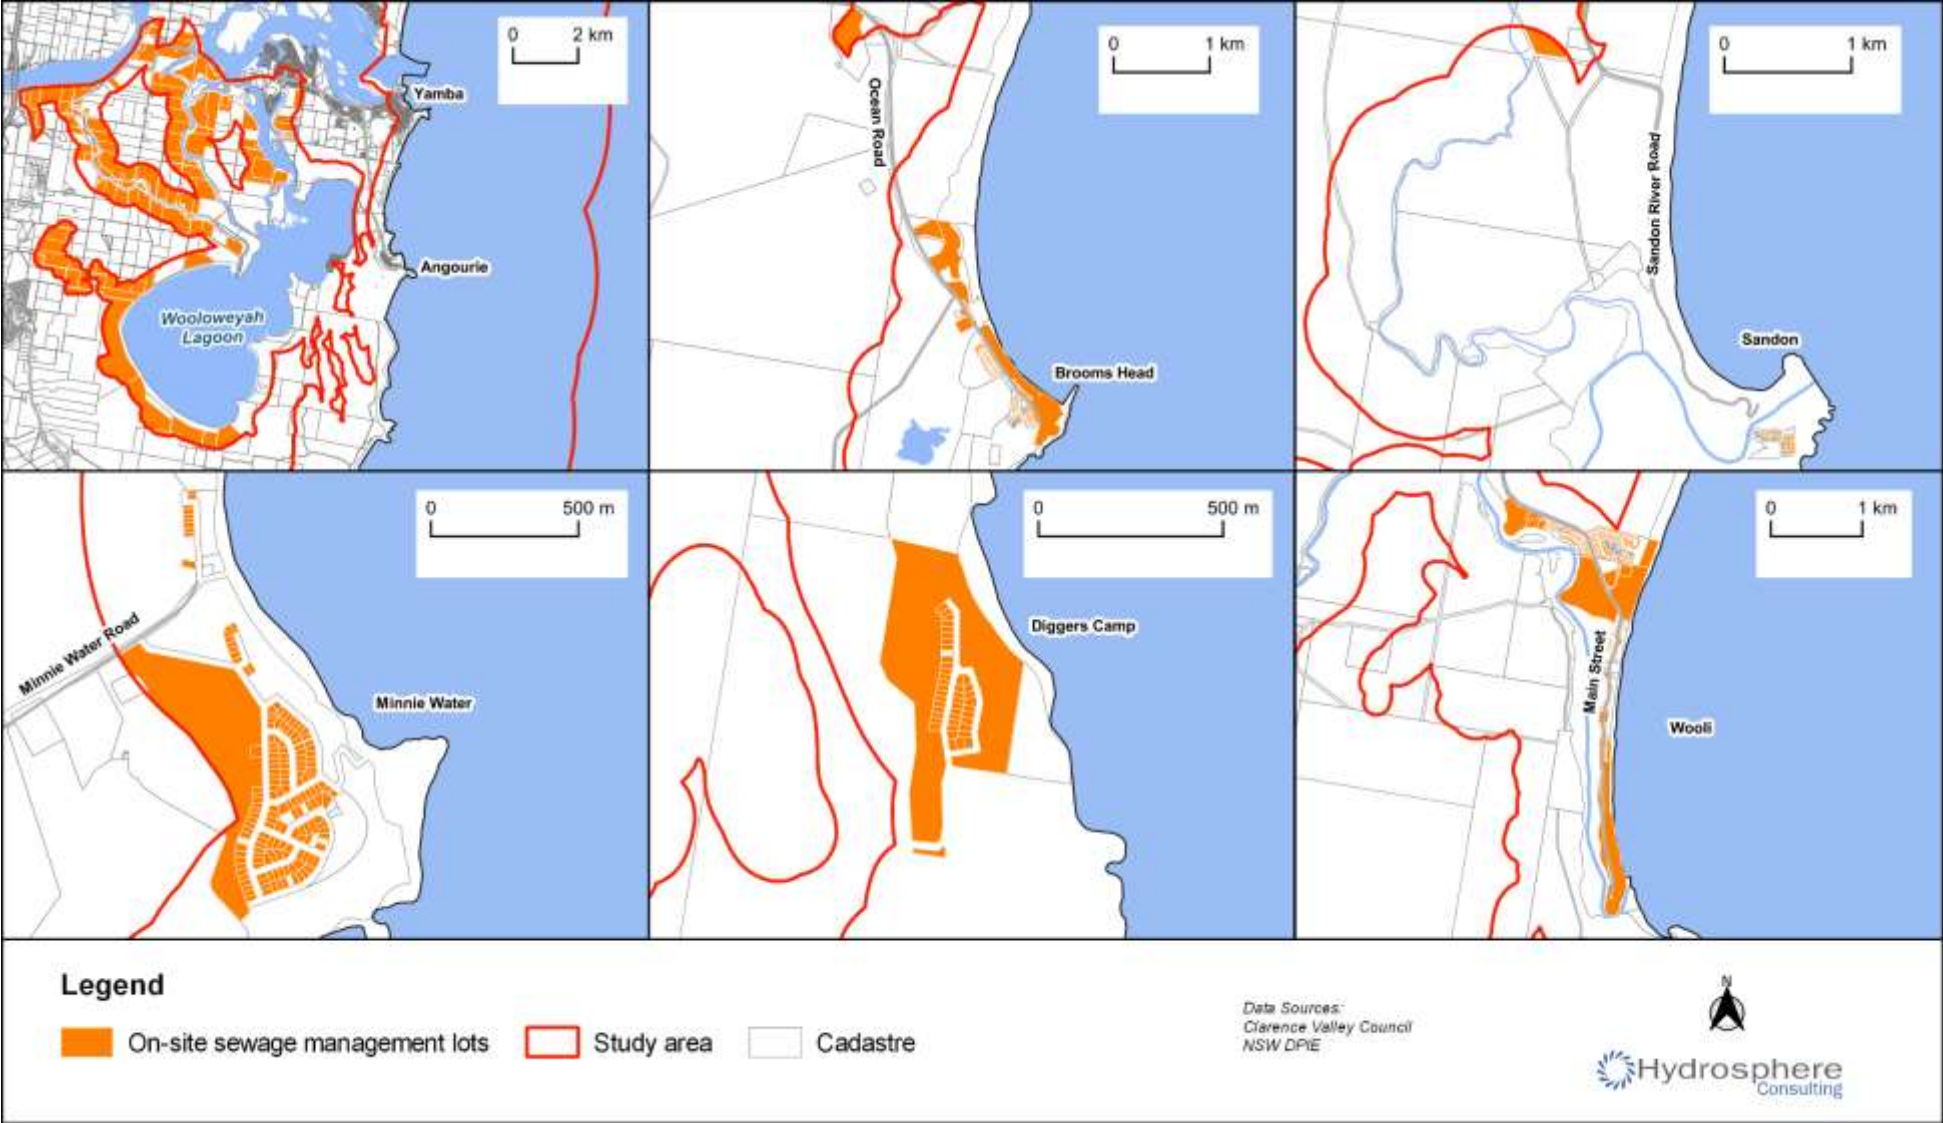 0 2 km
Yamba
Angourie
Wooloweyah
Lagoon
0 1 km
Ocean Road
Brooms Head
0 1 km
Sandon River Road
Sandon
0 500 m
Minnie Water Road
Minnie Water
0 500 m
Diggers Camp
0 1 km
Main Street
Wooli
Legend
On-site sewage management lots
Study area
Cadastre
Data Sources:
Clarence Valley Council
NSW DPIE
N
Hydrosphere
Consulting